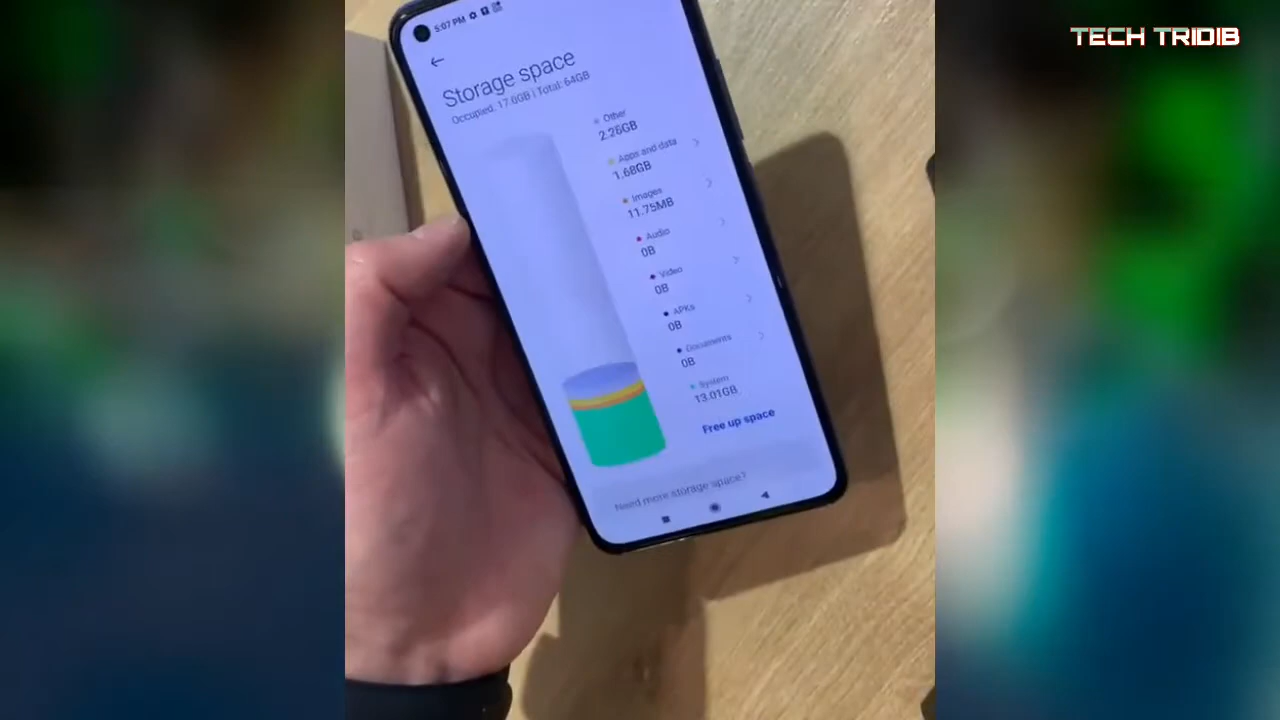 TECH TRIDIB
5:07 PM
Storage space
Occupied: 17.6GB | Total: 64GB
Other
2.26GB
Apps and data
1.68GB
Images
11.75MB
Audio
0B
Video
0B
APKs
0B
Documents
0B
System
13.01GB
Free up space
Need more storage space?